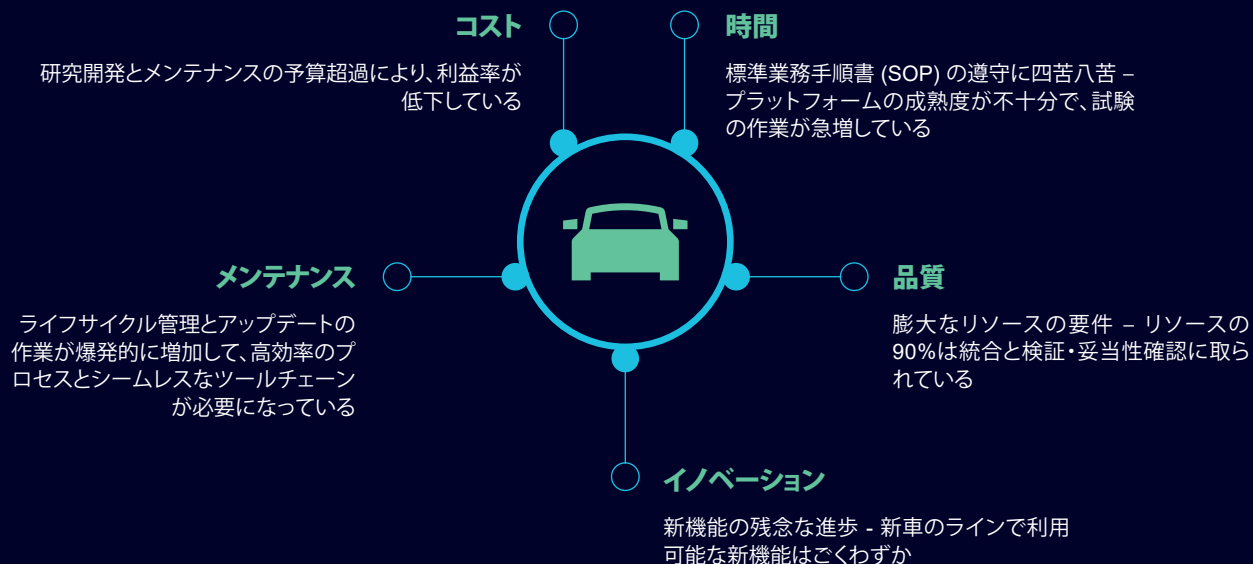 コスト
研究開発とメンテナンスの予算超過により、利益率が
低下している
時間
標準業務手順書 (SOP) の遵守に四苦八苦 –
プラットフォームの成熟度が不十分で、試験
の作業が急増している
メンテナンス
ライフサイクル管理とアップデートの
作業が爆発的に増加して、高効率のプ
ロセスとシームレスなツールチェーン
が必要になっている
品質
膨大なリソースの要件 – リソースの
90%は統合と検証・妥当性確認に取ら
れている
イノベーション
新機能の残念な進歩 - 新車のラインで利用
可能な新機能はごくわずか